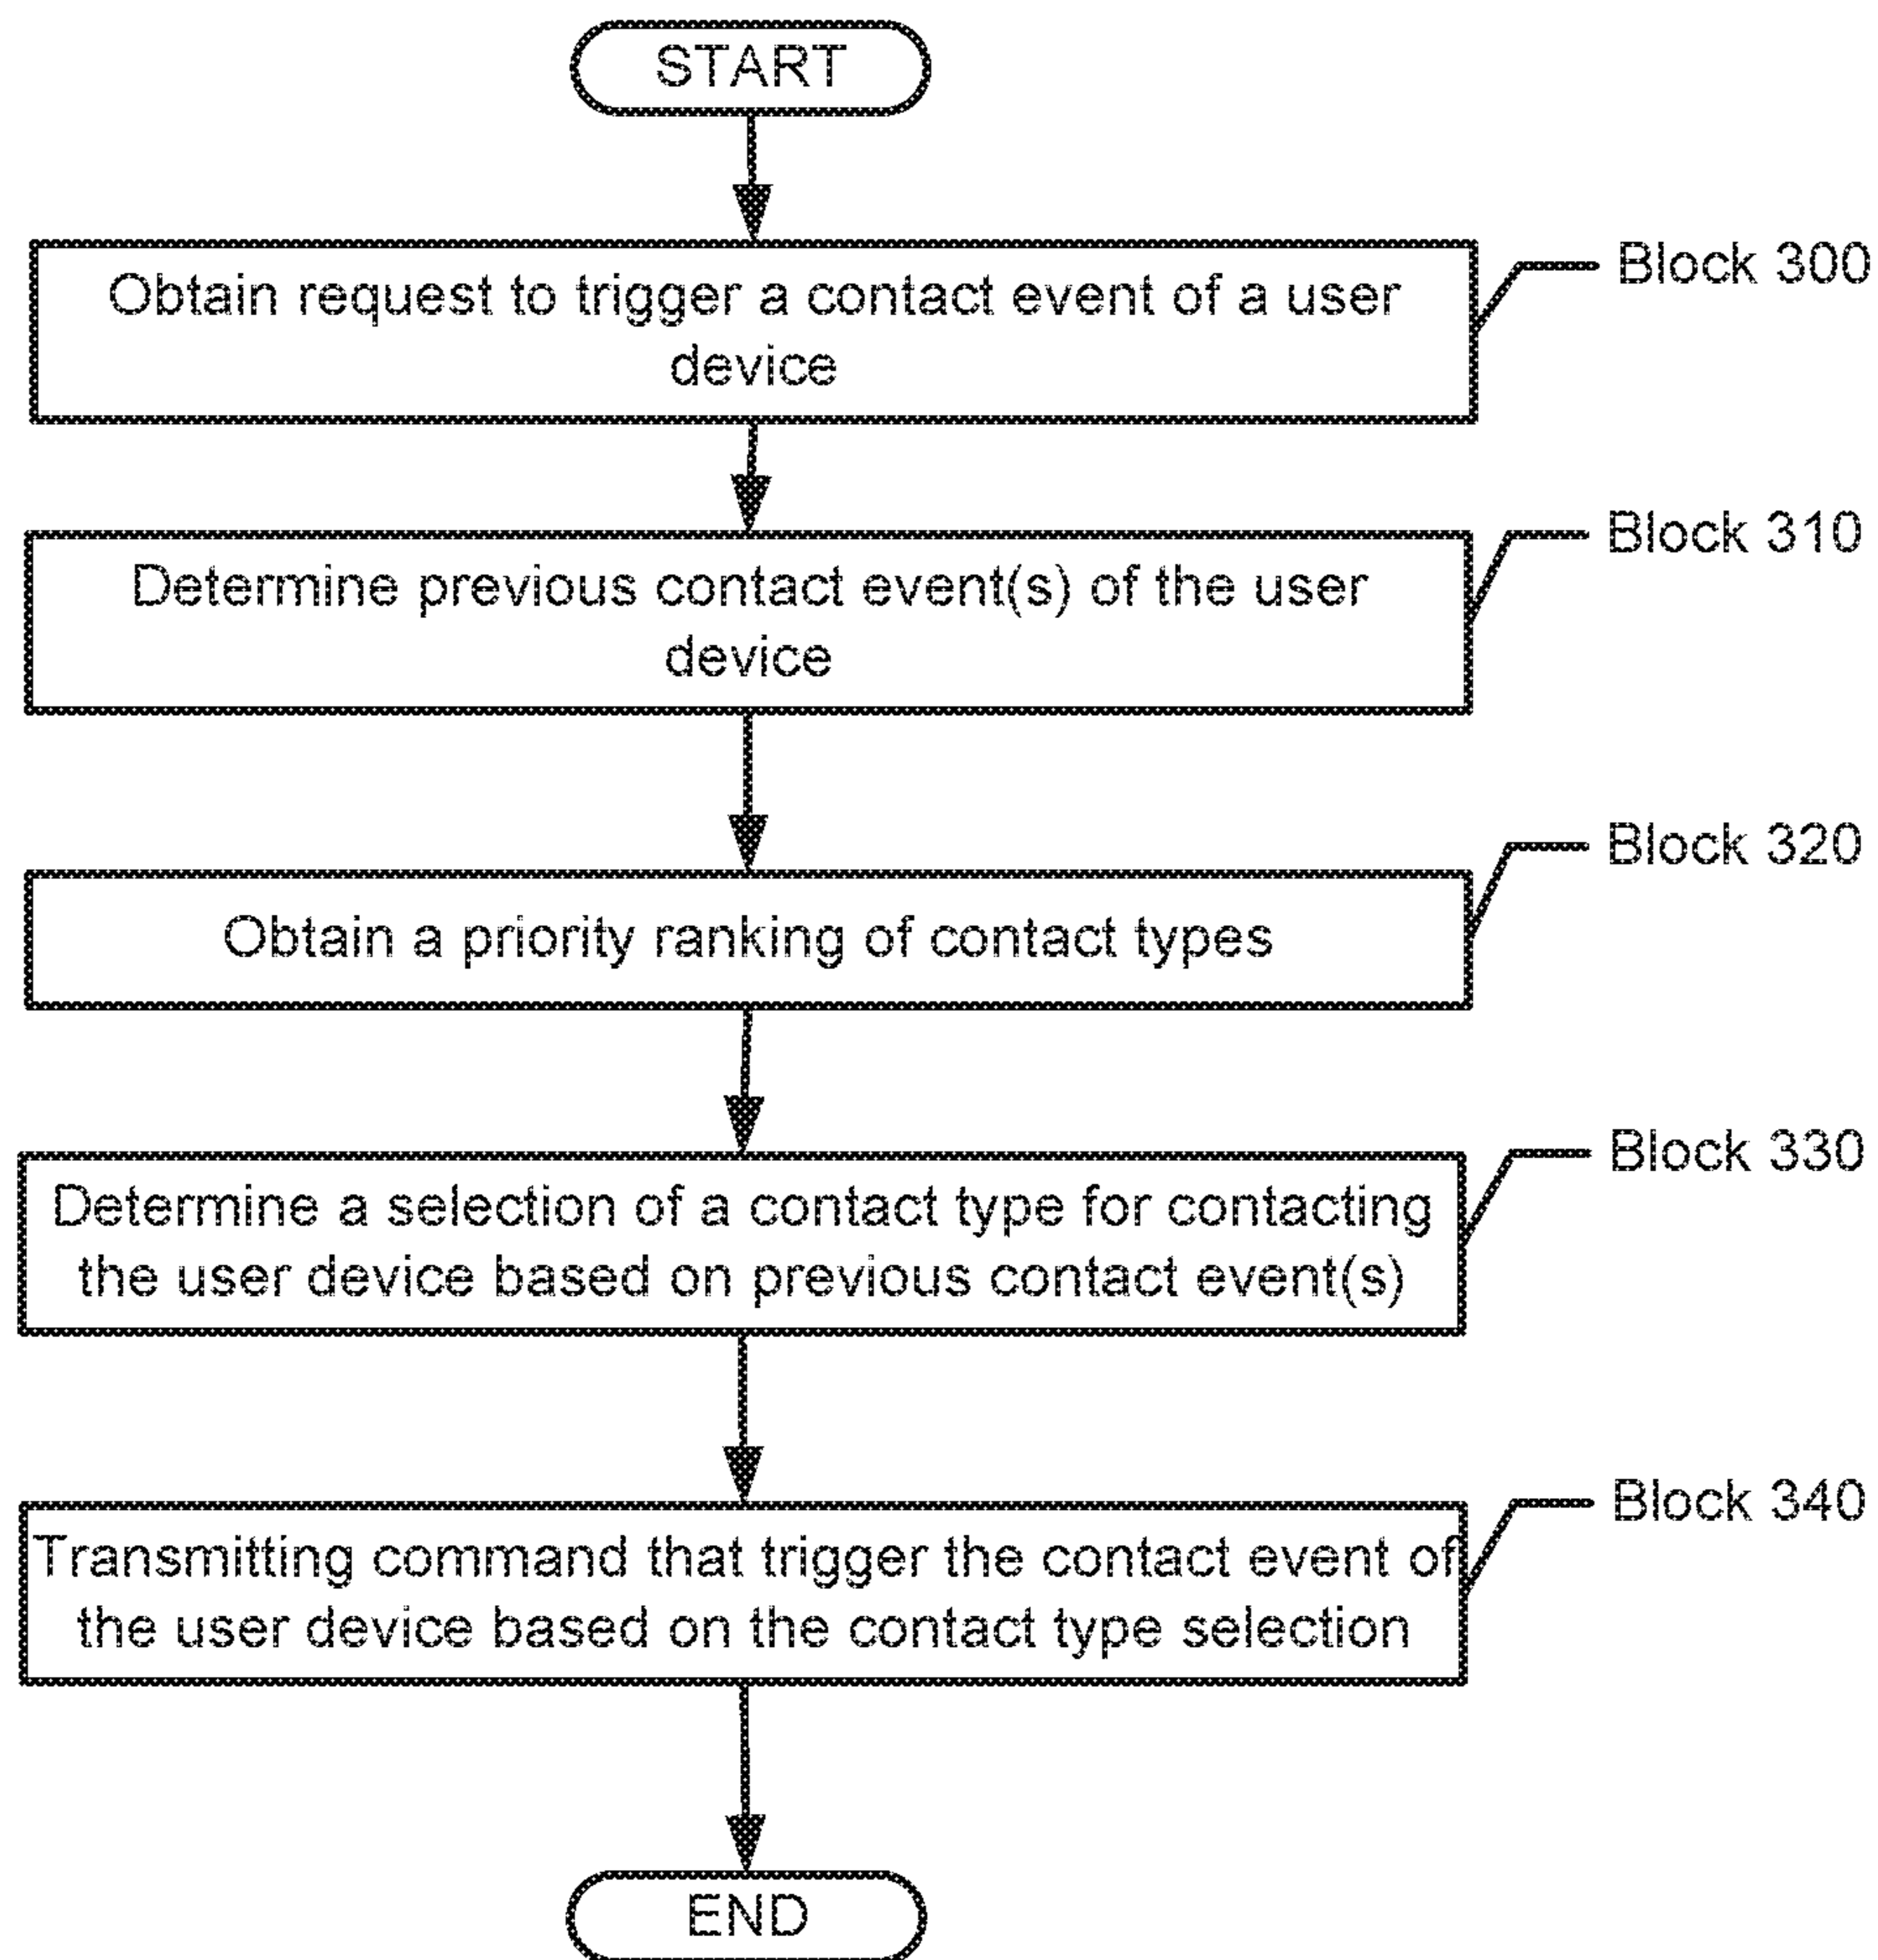 START
Block 300
Obtain request to trigger a contact event of a user
device
Block 310
Determine previous contact event(s) of the user
device
Block 320
Obtain a priority ranking of contact types
Block 330
Determine a selection of a contact type for contacting
the user device based on previous contact event(s)
Block 340
Transmitting command that trigger the contact event of
the user device based on the contact type selection
END